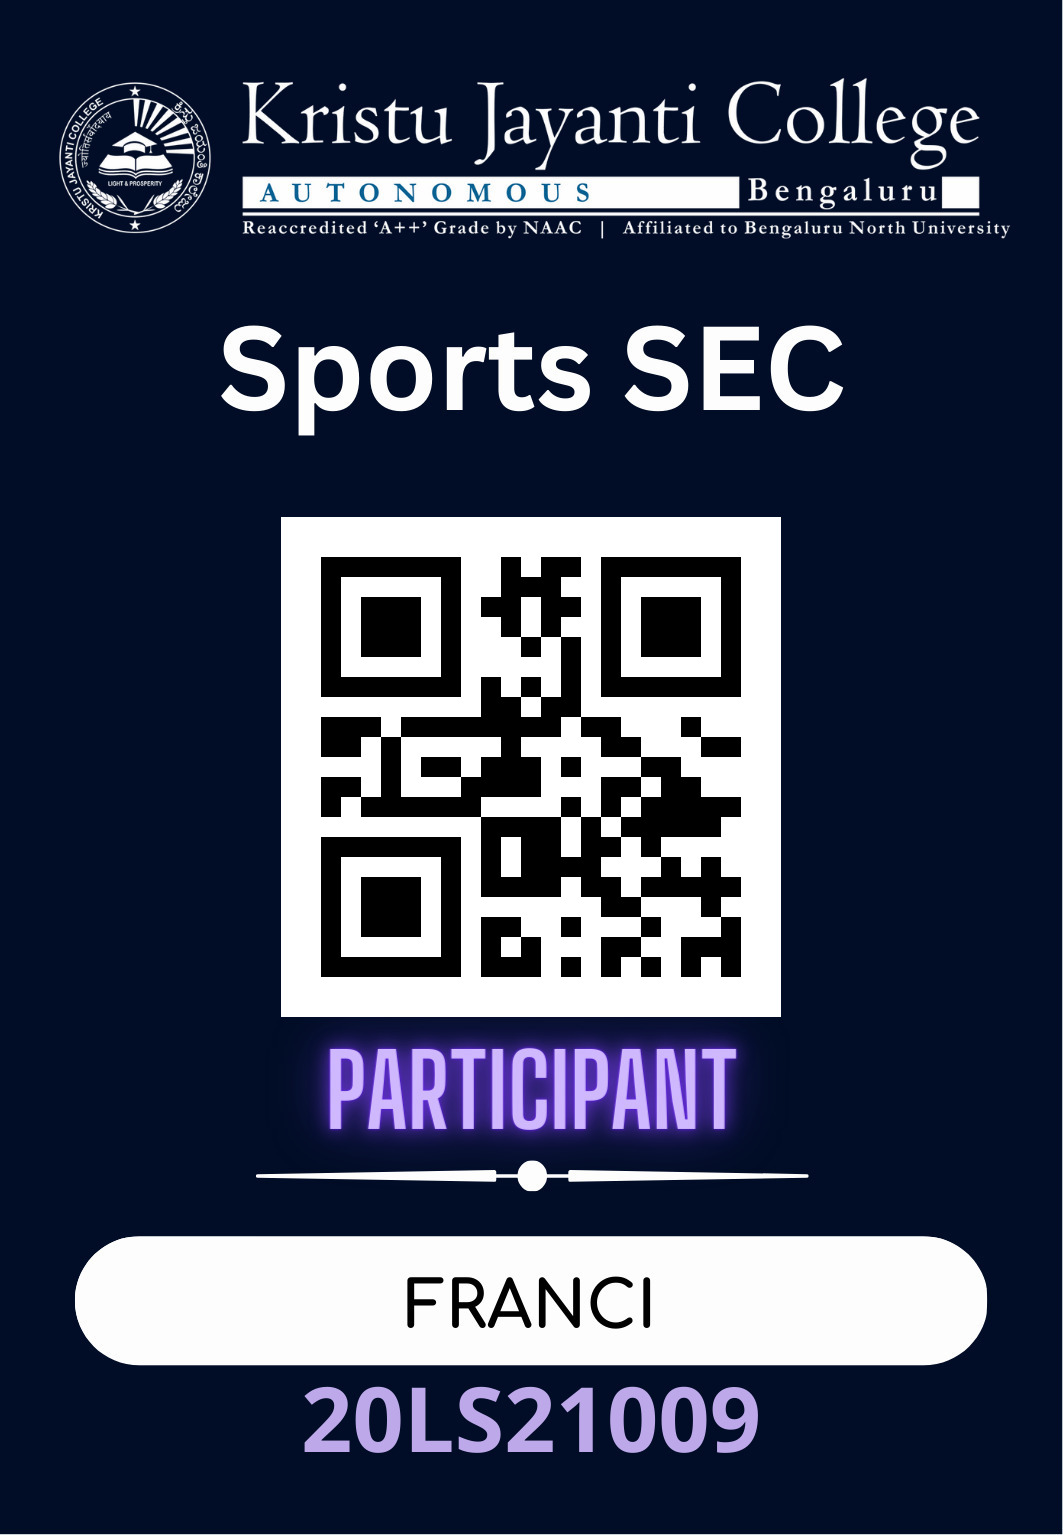 KRISTU JAYANTI COLLEGE
ಕ್ರಿಸ್ತು ಜಯಂತಿ ಕಾಲೇಜು
LIGHT & PROSPERITY
Kristu Jayanti College
AUTONOMOUS Bengaluru
Reaccredited ‘A++’ Grade by NAAC | Affiliated to Bengaluru North University
Sports SEC
PARTICIPANT
FRANCI
20LS21009